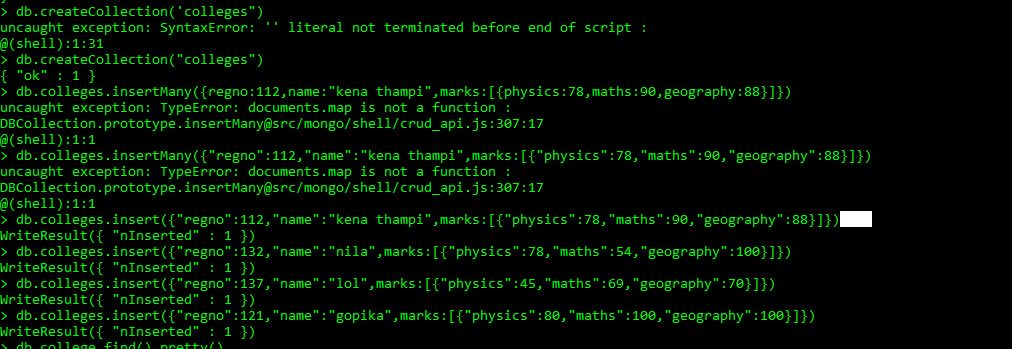 > db.createCollection('colleges")
uncaught exception: SyntaxError: '' literal not terminated before end of script :
@(shell):1:31
> db.createCollection("colleges")
{ "ok" : 1 }
> db.colleges.insertMany({regno:112,name:"kena thampi",marks:[{physics:78,maths:90,geography:88}]})
uncaught exception: TypeError: documents.map is not a function :
DBCollection.prototype.insertMany@src/mongo/shell/crud_api.js:307:17
@(shell):1:1
> db.colleges.insertMany({"regno":112,"name":"kena thampi",marks:[{"physics":78,"maths":90,"geography":88}]})
uncaught exception: TypeError: documents.map is not a function :
DBCollection.prototype.insertMany@src/mongo/shell/crud_api.js:307:17
@(shell):1:1
> db.colleges.insert({"regno":112,"name":"kena thampi",marks:[{"physics":78,"maths":90,"geography":88}]})
WriteResult({ "nInserted" : 1 })
> db.colleges.insert({"regno":132,"name":"nila",marks:[{"physics":78,"maths":54,"geography":100}]})
WriteResult({ "nInserted" : 1 })
> db.colleges.insert({"regno":137,"name":"lol",marks:[{"physics":45,"maths":69,"geography":70}]})
WriteResult({ "nInserted" : 1 })
> db.colleges.insert({"regno":121,"name":"gopika",marks:[{"physics":80,"maths":100,"geography":100}]})
WriteResult({ "nInserted" : 1 })
> db.college.find().pretty()